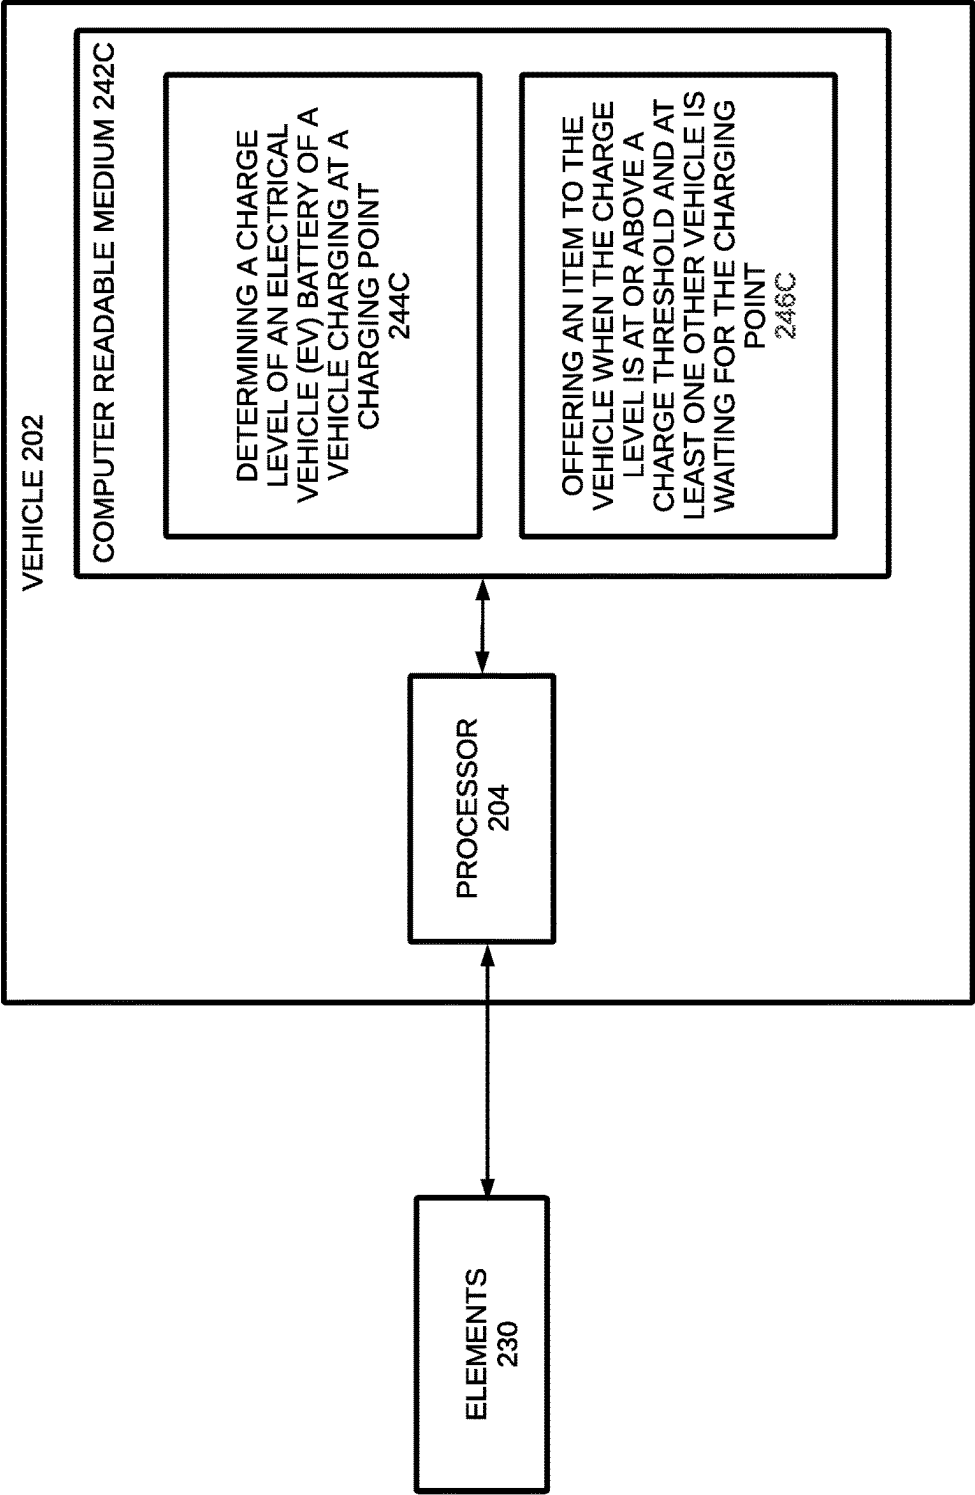 VEHICLE 202
COMPUTER READABLE MEDIUM 242C
DETERMINING A CHARGE
LEVEL OF AN ELECTRICAL
VEHICLE (EV) BATTERY OF A
VEHICLE CHARGING AT A
CHARGING POINT
244C
OFFERING AN ITEM TO THE
VEHICLE WHEN THE CHARGE
LEVEL IS AT OR ABOVE A
CHARGE THRESHOLD AND AT
LEAST ONE OTHER VEHICLE IS
WAITING FOR THE CHARGING
POINT
246C
PROCESSOR
204
ELEMENTS
230